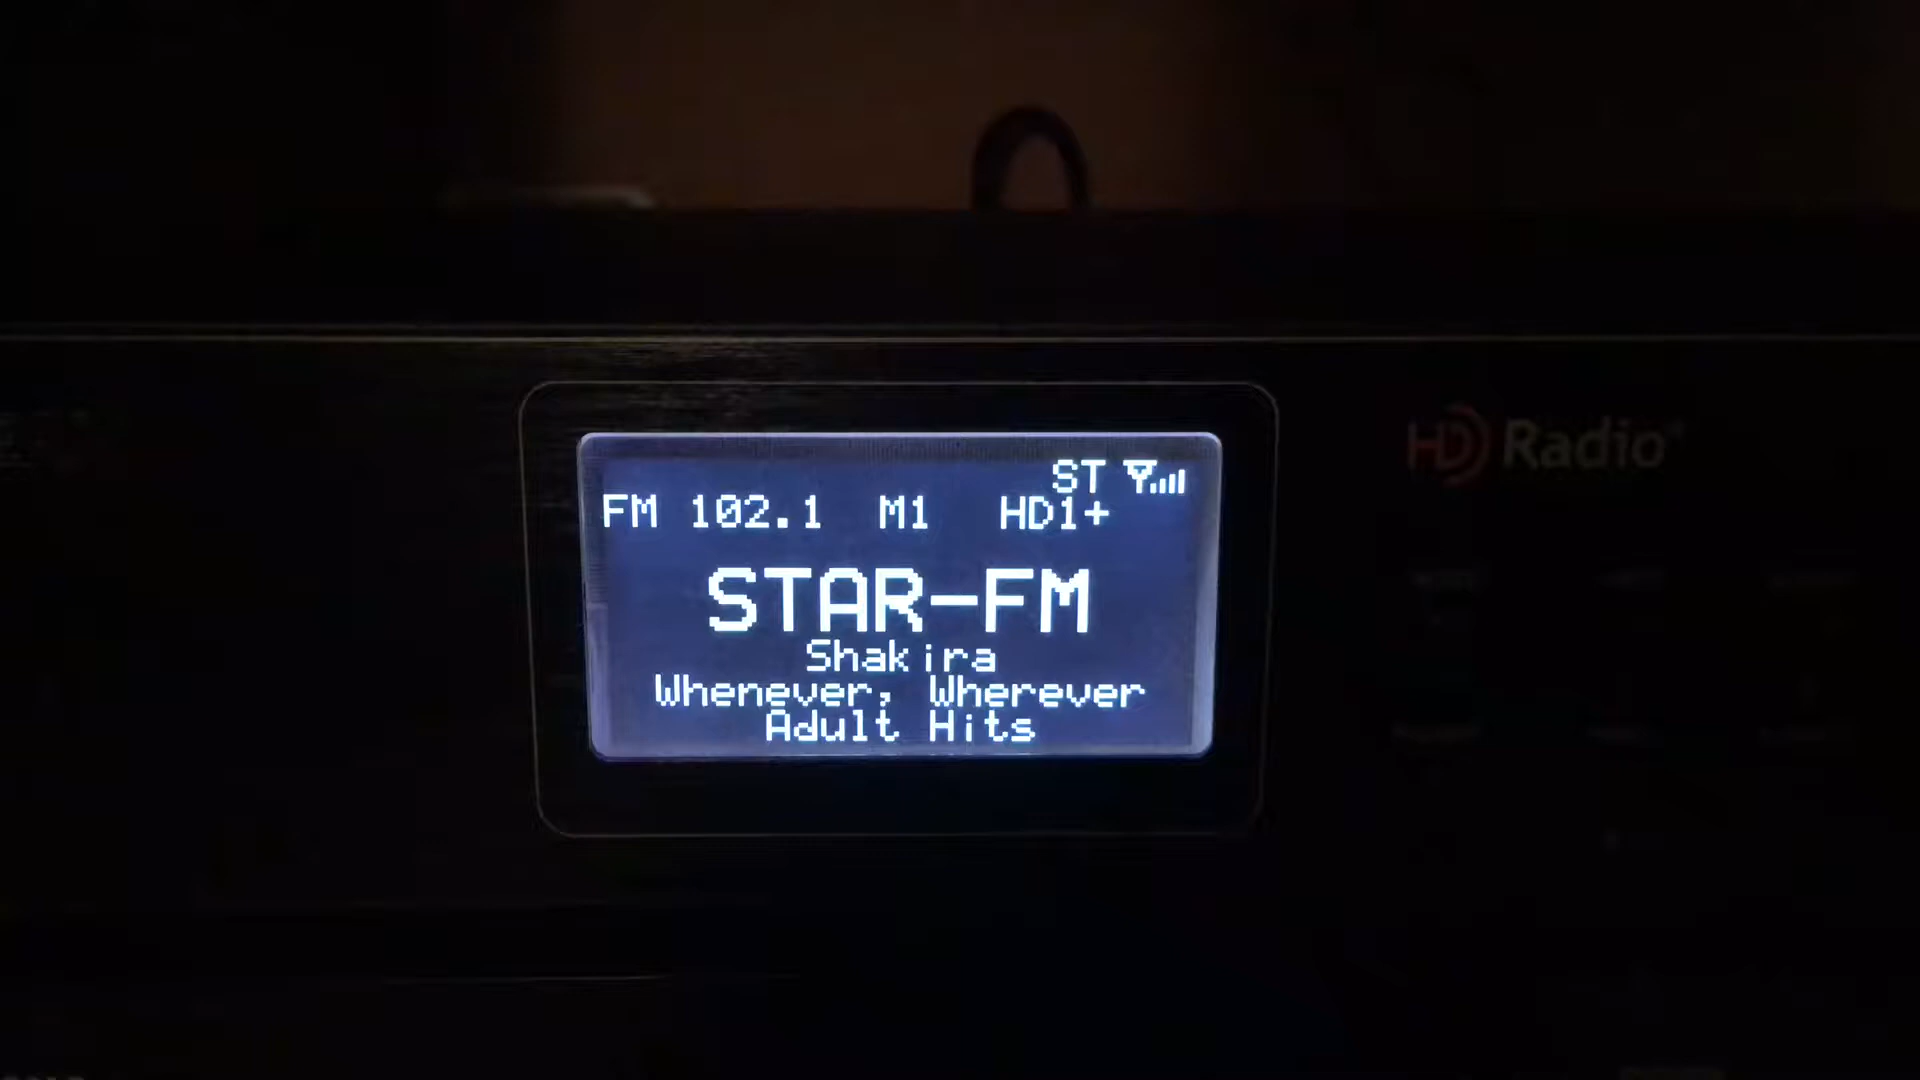 ST
FM 102.1 M1 HD1+
STAR-FM
Shakira
Whenever, Wherever
Adult Hits
HD Radio